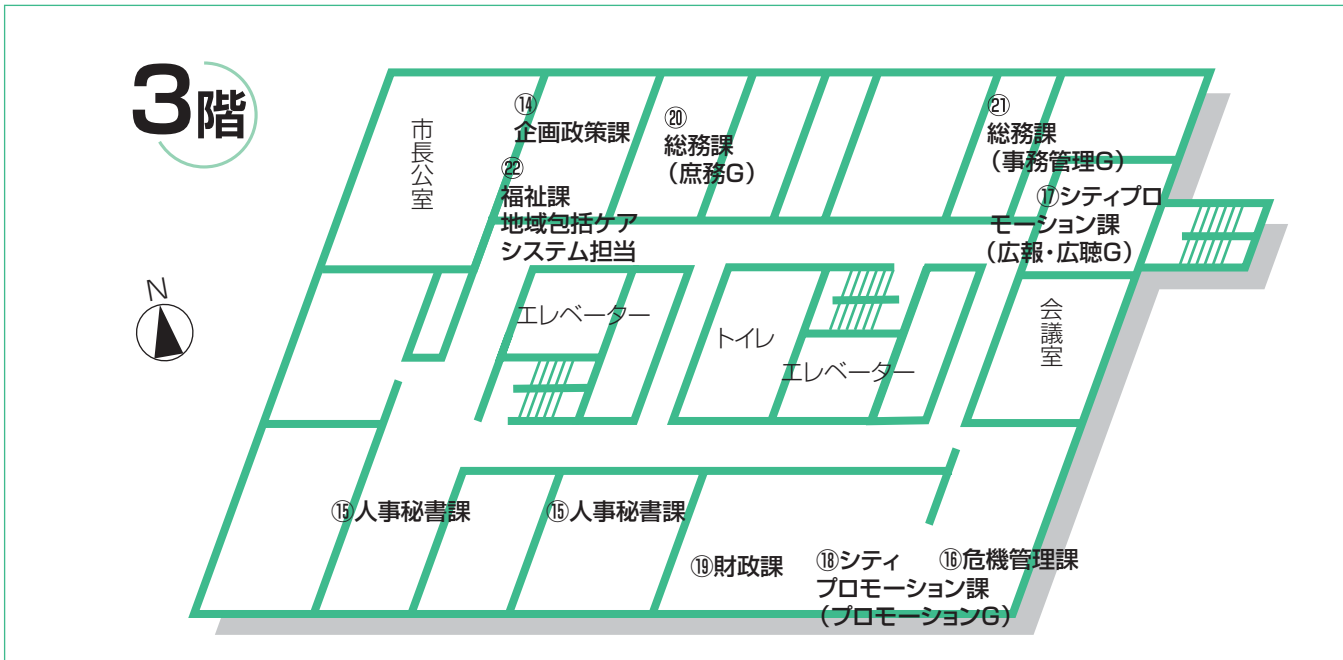 3階
市長公室
⑭
企画政策課
㉒
福祉課
地域包括ケア
システム担当
⑳
総務課
（庶務G）
㉑
総務課
（事務管理G）
⑰シティプロ
モーション課
（広報・広聴G）
N
エレベーター
トイレ
エレベーター
会議室
⑮人事秘書課
⑮人事秘書課
⑲財政課
⑱シティ
プロモーション課
（プロモーションG）
⑯危機管理課